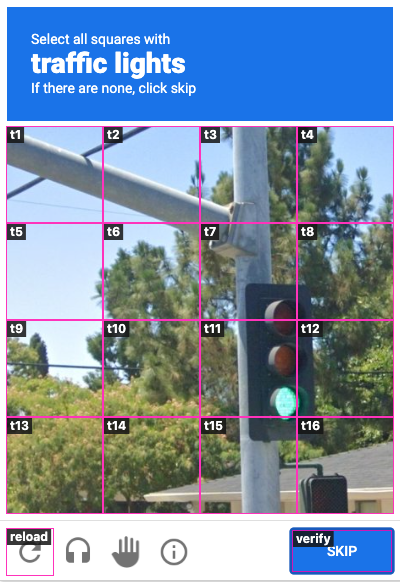 Select all squares with
traffic lights
If there are none, click skip
t1 t2 t3 t4
t5 t6 t7 t8
t9 t10 t11 t12
t13 t14 t15 t16
reload
verify
SKIP